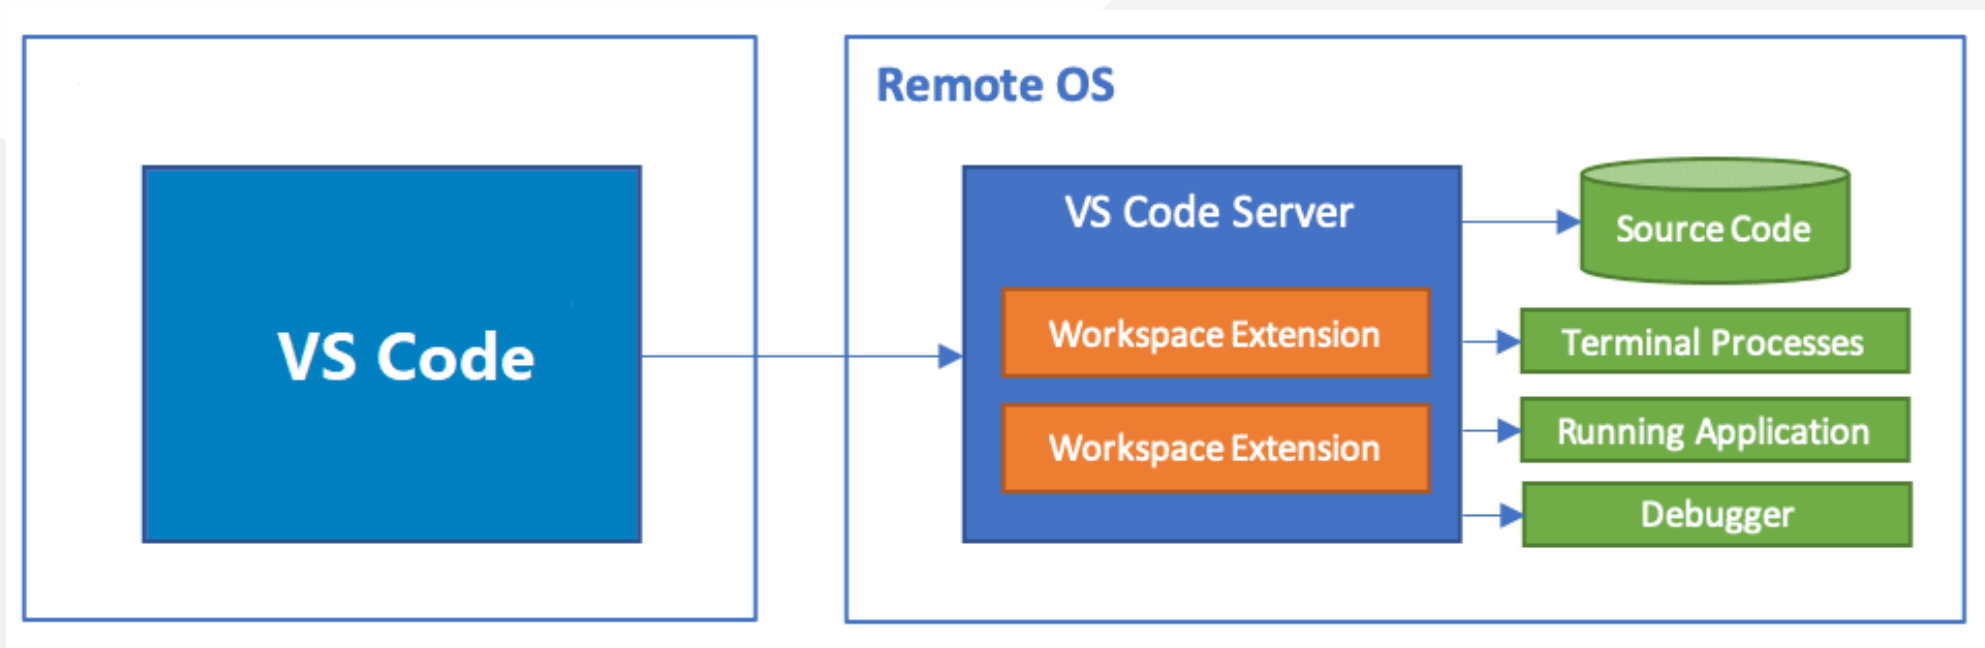 Remote OS
VS Code
VS Code Server
Workspace Extension
Workspace Extension
Source Code
Terminal Processes
Running Application
Debugger